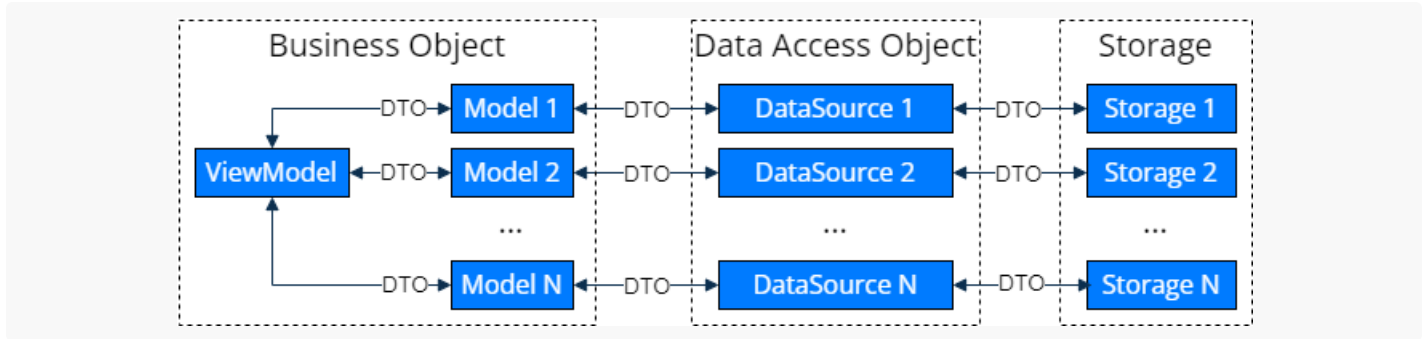 Business Object Data Access Object Storage
DTO Model 1 DTO DataSource 1 DTO Storage 1
ViewModel DTO Model 2 DTO DataSource 2 DTO Storage 2
... ... ...
DTO Model N DTO DataSource N DTO Storage N